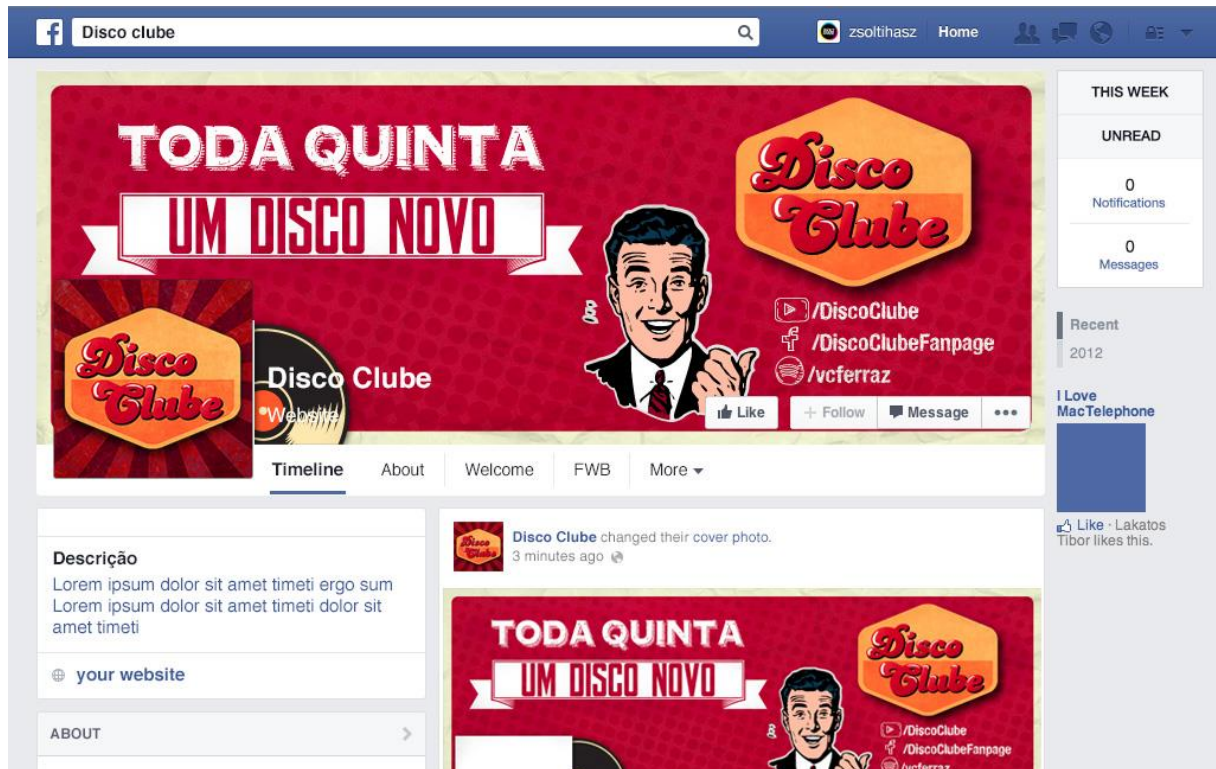 f
Disco clube
zsoltihasz
Home
TODA QUINTA
UM DISCO NOVO
Disco
Clube
/DiscoClube
/DiscoClubeFanpage
/vcferraz
Disco
Clube
Disco Clube
Website
Like
+ Follow
Message
Timeline
About
Welcome
FWB
More
THIS WEEK
UNREAD
0
Notifications
0
Messages
Recent
2012
I Love
MacTelephone
Like · Lakatos
Tibor likes this.
Descrição
Lorem ipsum dolor sit amet timeti ergo sum
Lorem ipsum dolor sit amet timeti dolor sit
amet timeti
your website
ABOUT
Disco
Clube
Disco Clube changed their cover photo.
3 minutes ago
TODA QUINTA
UM DISCO NOVO
Disco
Clube
/DiscoClube
/DiscoClubeFanpage
/vcferraz